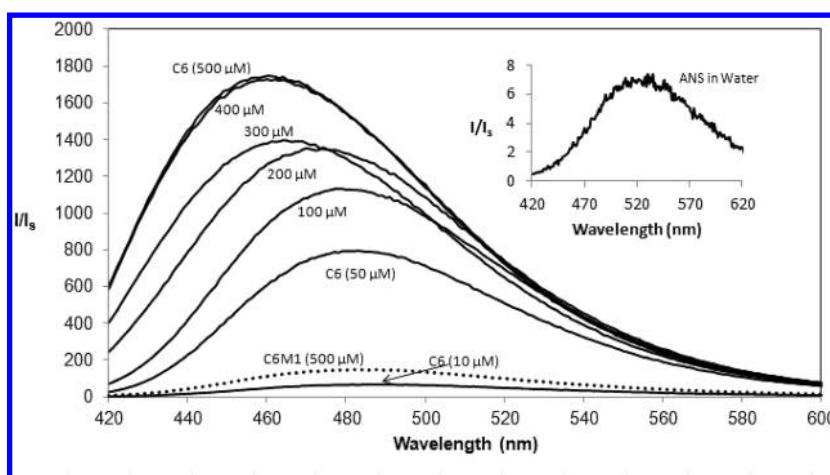 2000
1800
1600
1400
1200
1000
800
600
400
200
0
I/Is
C6 (500 μM)
400 μM
300 μM
200 μM
100 μM
C6 (50 μM)
C6M1 (500 μM)
C6 (10 μM)
420 440 460 480 500 520 540 560 580 600
Wavelength (nm)
8
6
4
2
0
I/Is
ANS in Water
420 470 520 570 620
Wavelength (nm)